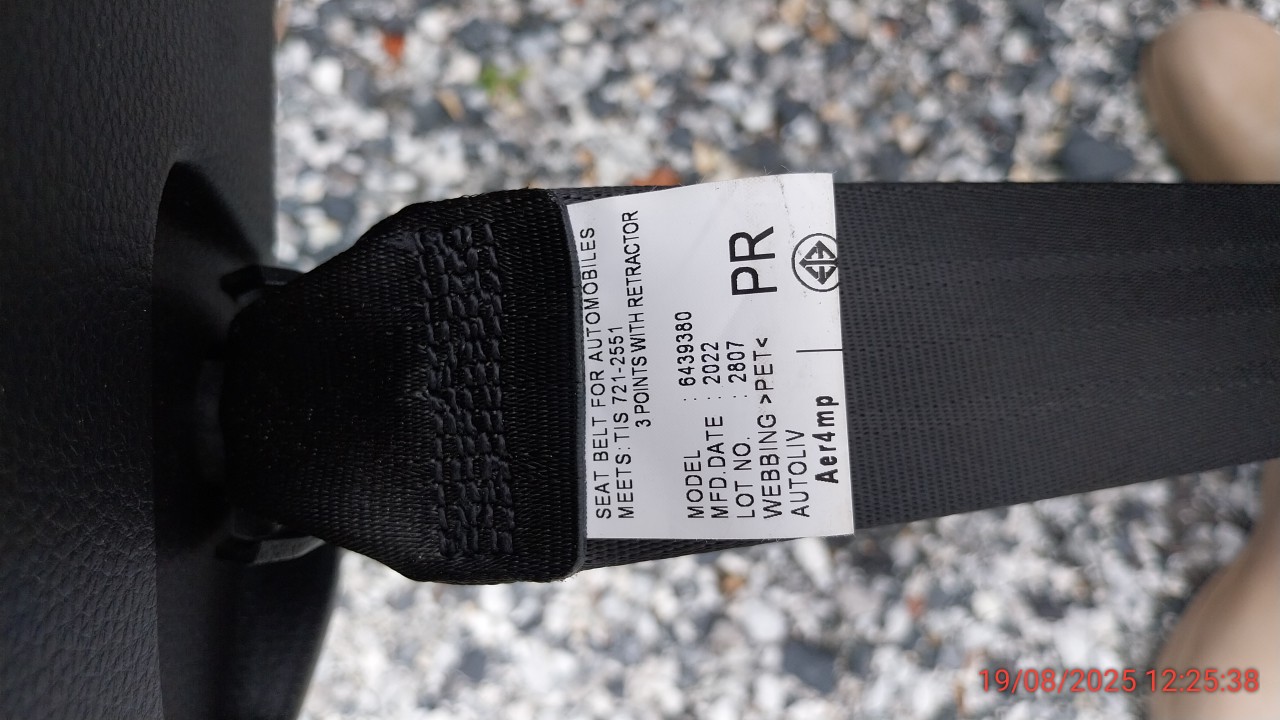 SEAT BELT FOR AUTOMOBILES
MEETS: TIS 721-2551
3 POINTS WITH RETRACTOR
MODEL : 6439380
MFD.DATE : 2022
LOT NO. : 2807
WEBBING >PET<
PR
AUTOLIV
Aer4mp
19/08/2025 12:25:38